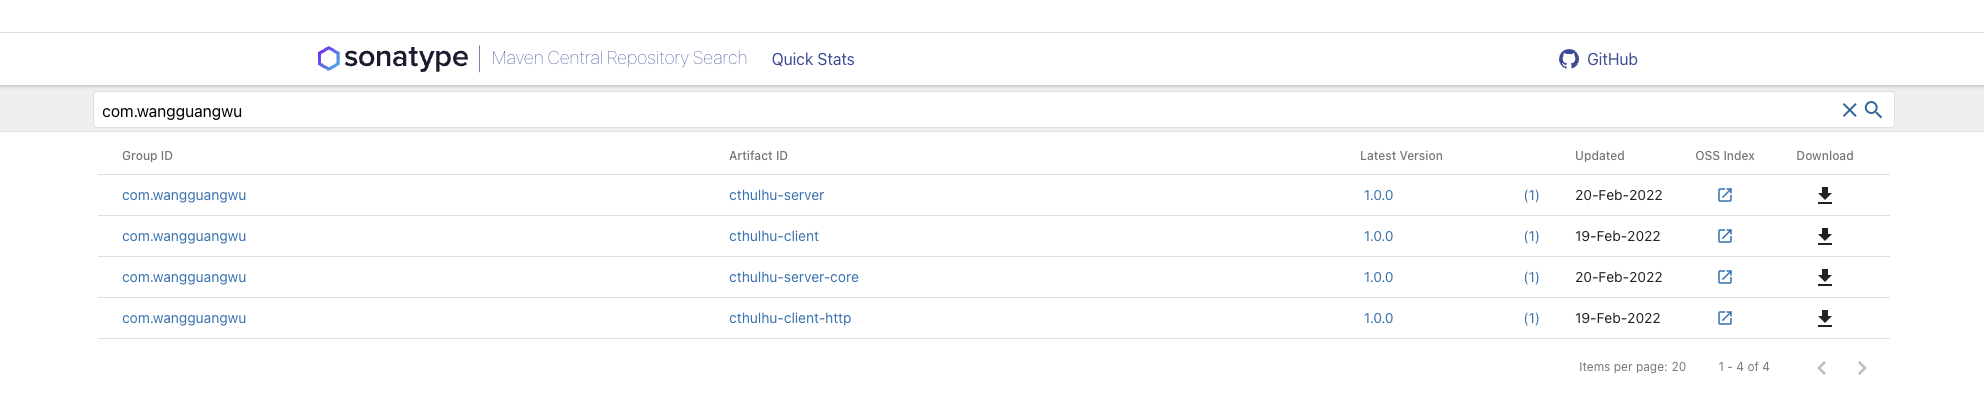 sonatype Maven Central Repository Search Quick Stats GitHub
com.wangguangwu
Group ID Artifact ID Latest Version Updated OSS Index Download
com.wangguangwu cthulhu-server 1.0.0 (1) 20-Feb-2022
com.wangguangwu cthulhu-client 1.0.0 (1) 19-Feb-2022
com.wangguangwu cthulhu-server-core 1.0.0 (1) 20-Feb-2022
com.wangguangwu cthulhu-client-http 1.0.0 (1) 19-Feb-2022
Items per page: 20 1 - 4 of 4